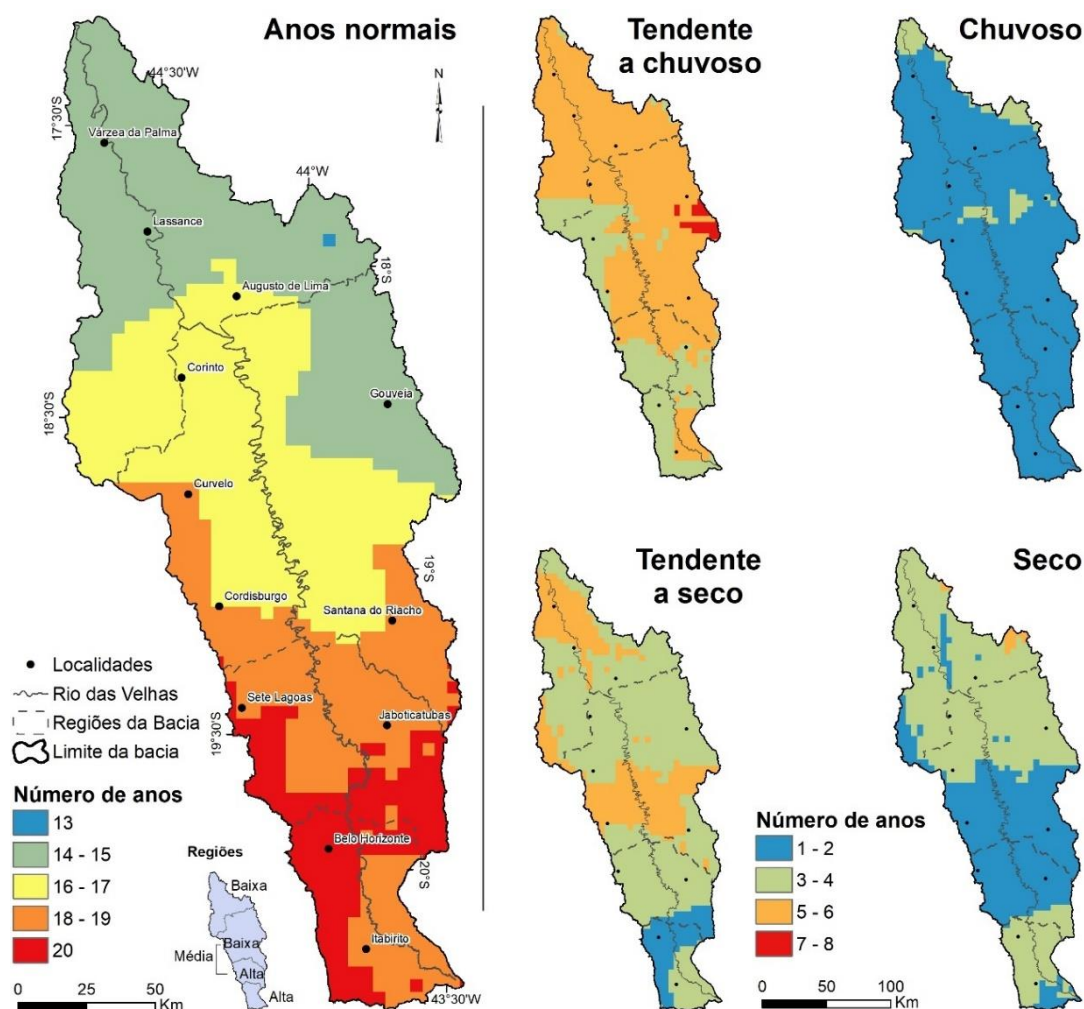 Anos normais
44°30'W
N
17°30'S
Várzea da Palma
44°W
Lassance
18°S
Augusto de Lima
Corinto
Gouveia
18°30'S
Curvelo
19°S
Cordisburgo
Santana do Riacho
Sete Lagoas
Jaboticatubas
19°30'S
Belo Horizonte
20°S
Itabirito
43°30'W
Localidades
Rio das Velhas
Regiões da Bacia
Limite da bacia
Número de anos
13
14 - 15
16 - 17
18 - 19
20
0 25 50
Km
Regiões
Baixa
Baixa
Média
Alta
Alta
Tendente
a chuvoso
Chuvoso
Tendente
a seco
Seco
Número de anos
1 - 2
3 - 4
5 - 6
7 - 8
0 50 100
Km